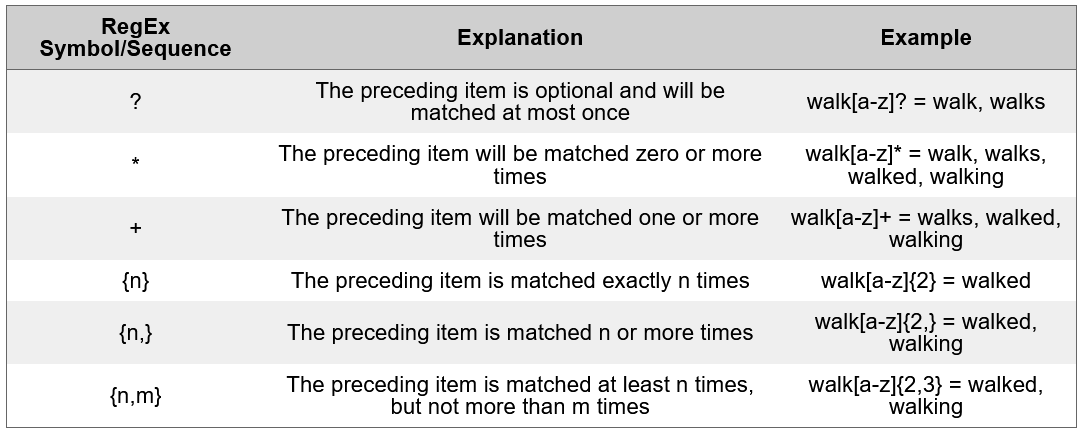 RegEx
Symbol/Sequence
Explanation
Example
?
The preceding item is optional and will be
matched at most once
walk[a-z]? = walk, walks
*
The preceding item will be matched zero or more
times
walk[a-z]* = walk, walks,
walked, walking
+
The preceding item will be matched one or more
times
walk[a-z]+ = walks, walked,
walking
{n}
The preceding item is matched exactly n times
walk[a-z]{2} = walked
{n,}
The preceding item is matched n or more times
walk[a-z]{2,} = walked,
walking
{n,m}
The preceding item is matched at least n times,
but not more than m times
walk[a-z]{2,3} = walked,
walking